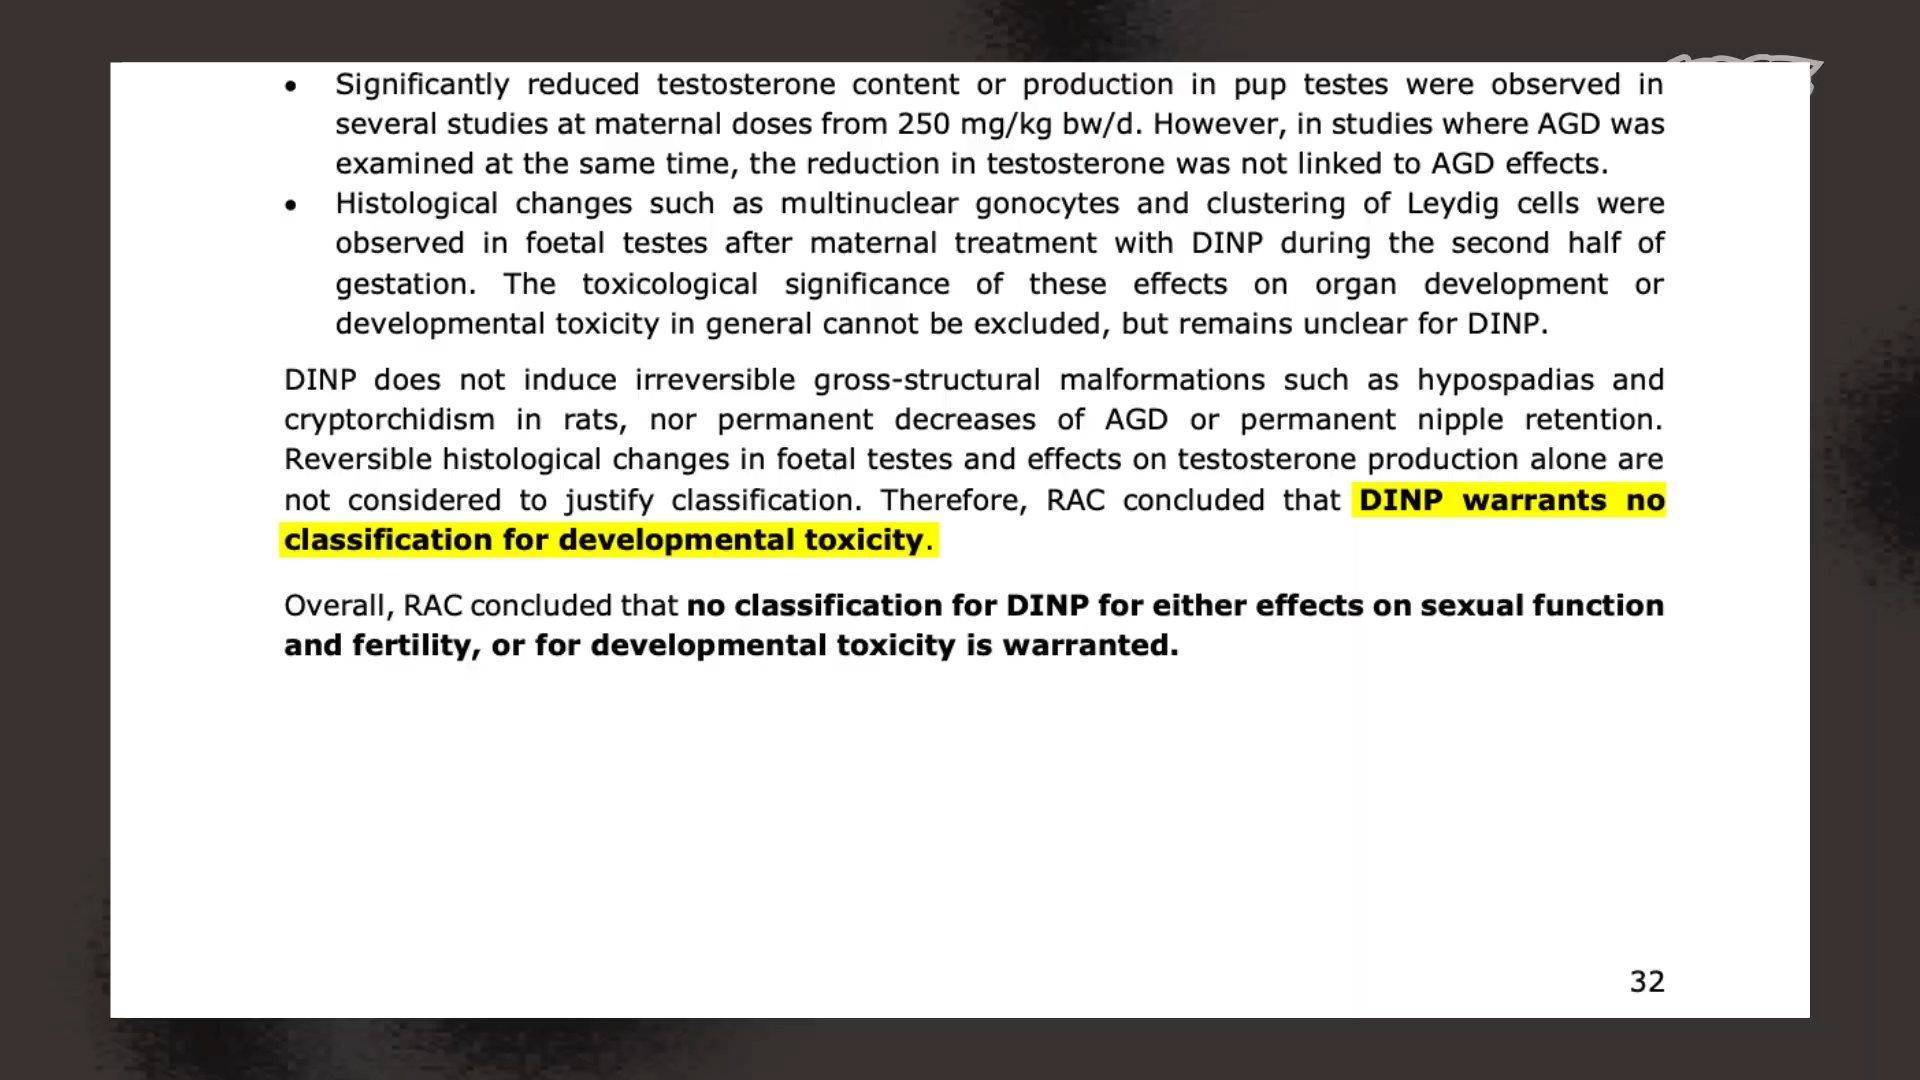 • Significantly reduced testosterone content or production in pup testes were observed in
several studies at maternal doses from 250 mg/kg bw/d. However, in studies where AGD was
examined at the same time, the reduction in testosterone was not linked to AGD effects.
• Histological changes such as multinuclear gonocytes and clustering of Leydig cells were
observed in foetal testes after maternal treatment with DINP during the second half of
gestation. The toxicological significance of these effects on organ development or
developmental toxicity in general cannot be excluded, but remains unclear for DINP.
DINP does not induce irreversible gross-structural malformations such as hypospadias and
cryptorchidism in rats, nor permanent decreases of AGD or permanent nipple retention.
Reversible histological changes in foetal testes and effects on testosterone production alone are
not considered to justify classification. Therefore, RAC concluded that DINP warrants no
classification for developmental toxicity.
Overall, RAC concluded that no classification for DINP for either effects on sexual function
and fertility, or for developmental toxicity is warranted.
32